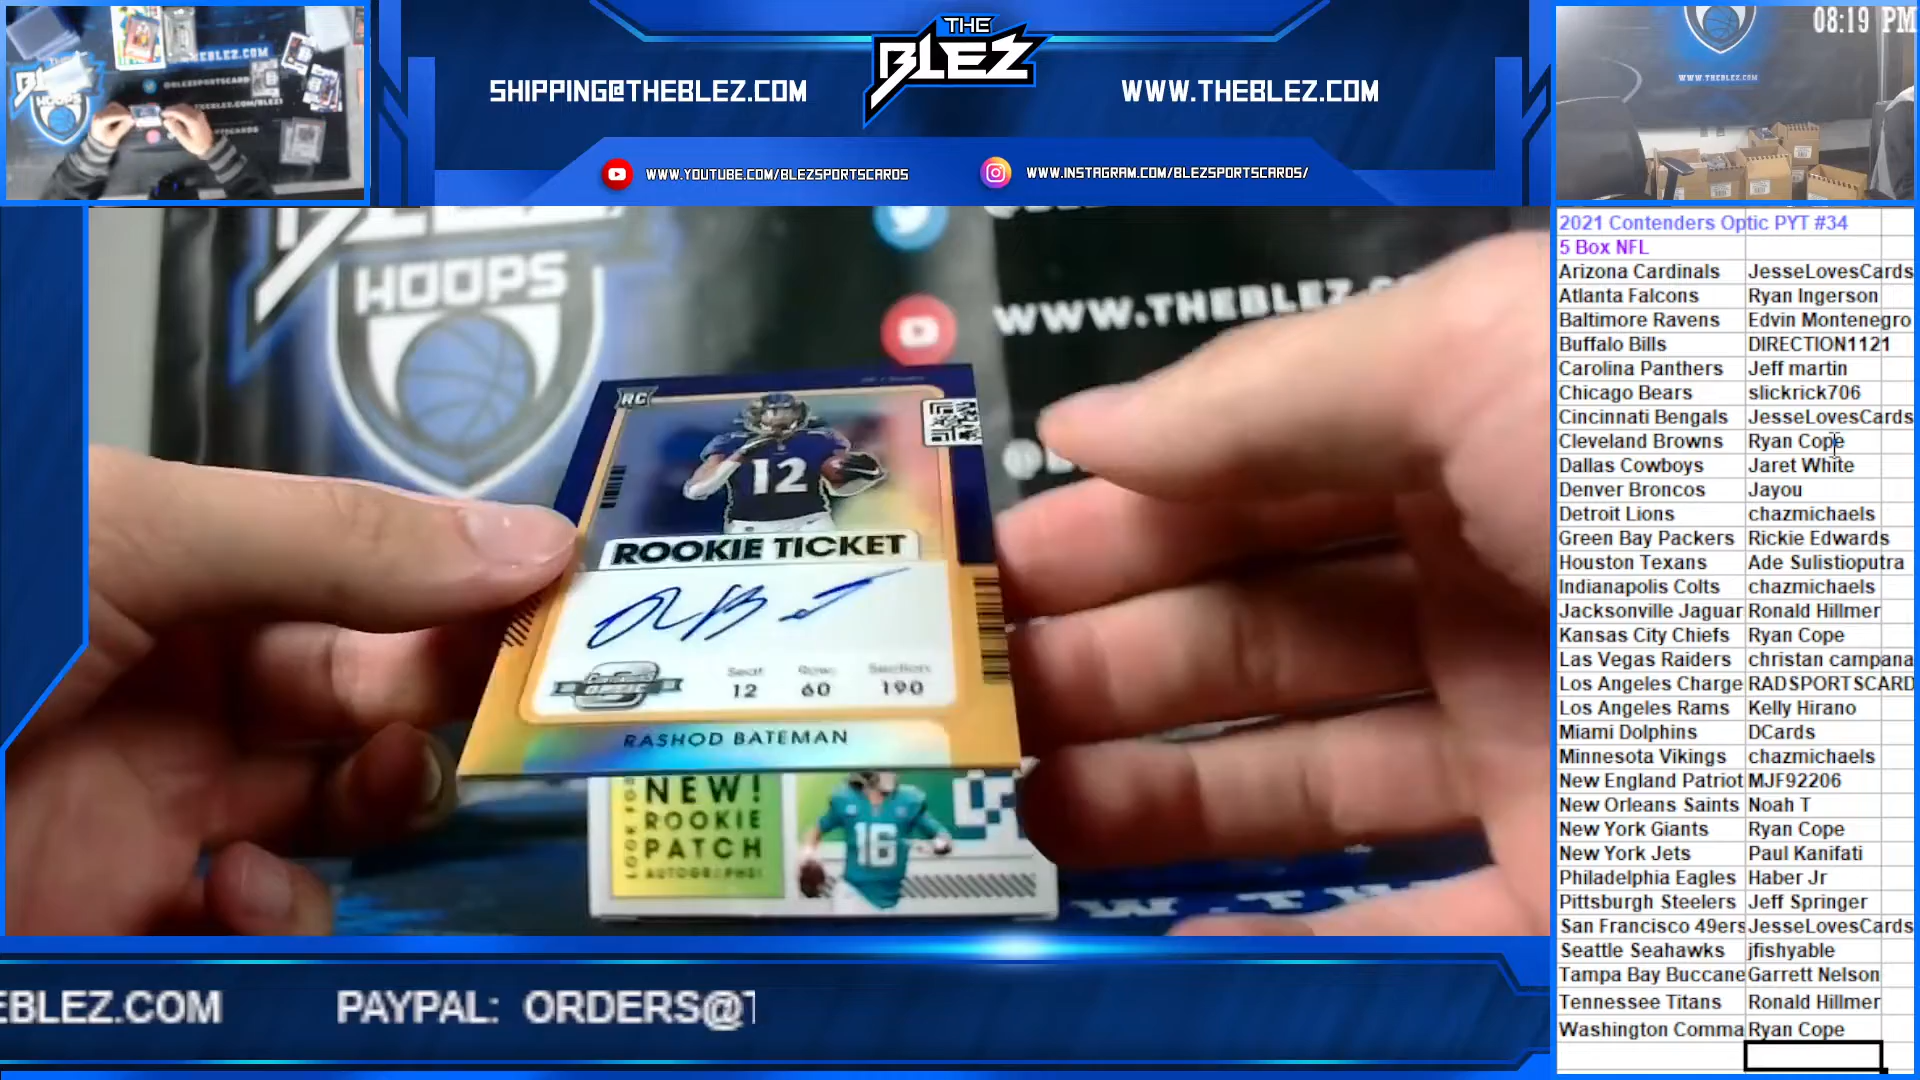 WWW.THEBLEZ.COM
08:19 PM
THE
BLEZ
SHIPPING@THEBLEZ.COM
WWW.THEBLEZ.COM
WWW.YOUTUBE.COM/BLEZSPORTSCARDS
WWW.INSTAGRAM.COM/BLEZSPORTSCARDS/
HOOPS
WWW.THEBLEZ
RC
12
ROOKIE TICKET
Seat Row Section
12 60 190
RASHOD BATEMAN
NEW!
ROOKIE
PATCH
AUTOGRAPHS!
LOOK FOR
16
2021 Contenders Optic PYT #34
5 Box NFL
Arizona Cardinals JesseLovesCards
Atlanta Falcons Ryan Ingerson
Baltimore Ravens Edvin Montenegro
Buffalo Bills DIRECTION1121
Carolina Panthers Jeff martin
Chicago Bears slickrick706
Cincinnati Bengals JesseLovesCards
Cleveland Browns Ryan Cope
Dallas Cowboys Jaret White
Denver Broncos Jayou
Detroit Lions chazmichaels
Green Bay Packers Rickie Edwards
Houston Texans Ade Sulistioputra
Indianapolis Colts chazmichaels
Jacksonville Jaguar Ronald Hillmer
Kansas City Chiefs Ryan Cope
Las Vegas Raiders christan campana
Los Angeles Charge RADSPORTSCARD
Los Angeles Rams Kelly Hirano
Miami Dolphins DCards
Minnesota Vikings chazmichaels
New England Patriot MJF92206
New Orleans Saints Noah T
New York Giants Ryan Cope
New York Jets Paul Kanifati
Philadelphia Eagles Haber Jr
Pittsburgh Steelers Jeff Springer
San Francisco 49ers JesseLovesCards
Seattle Seahawks jfishyable
Tampa Bay Buccane Garrett Nelson
Tennessee Titans Ronald Hillmer
Washington Comma Ryan Cope
EBLEZ.COM PAYPAL: ORDERS@T